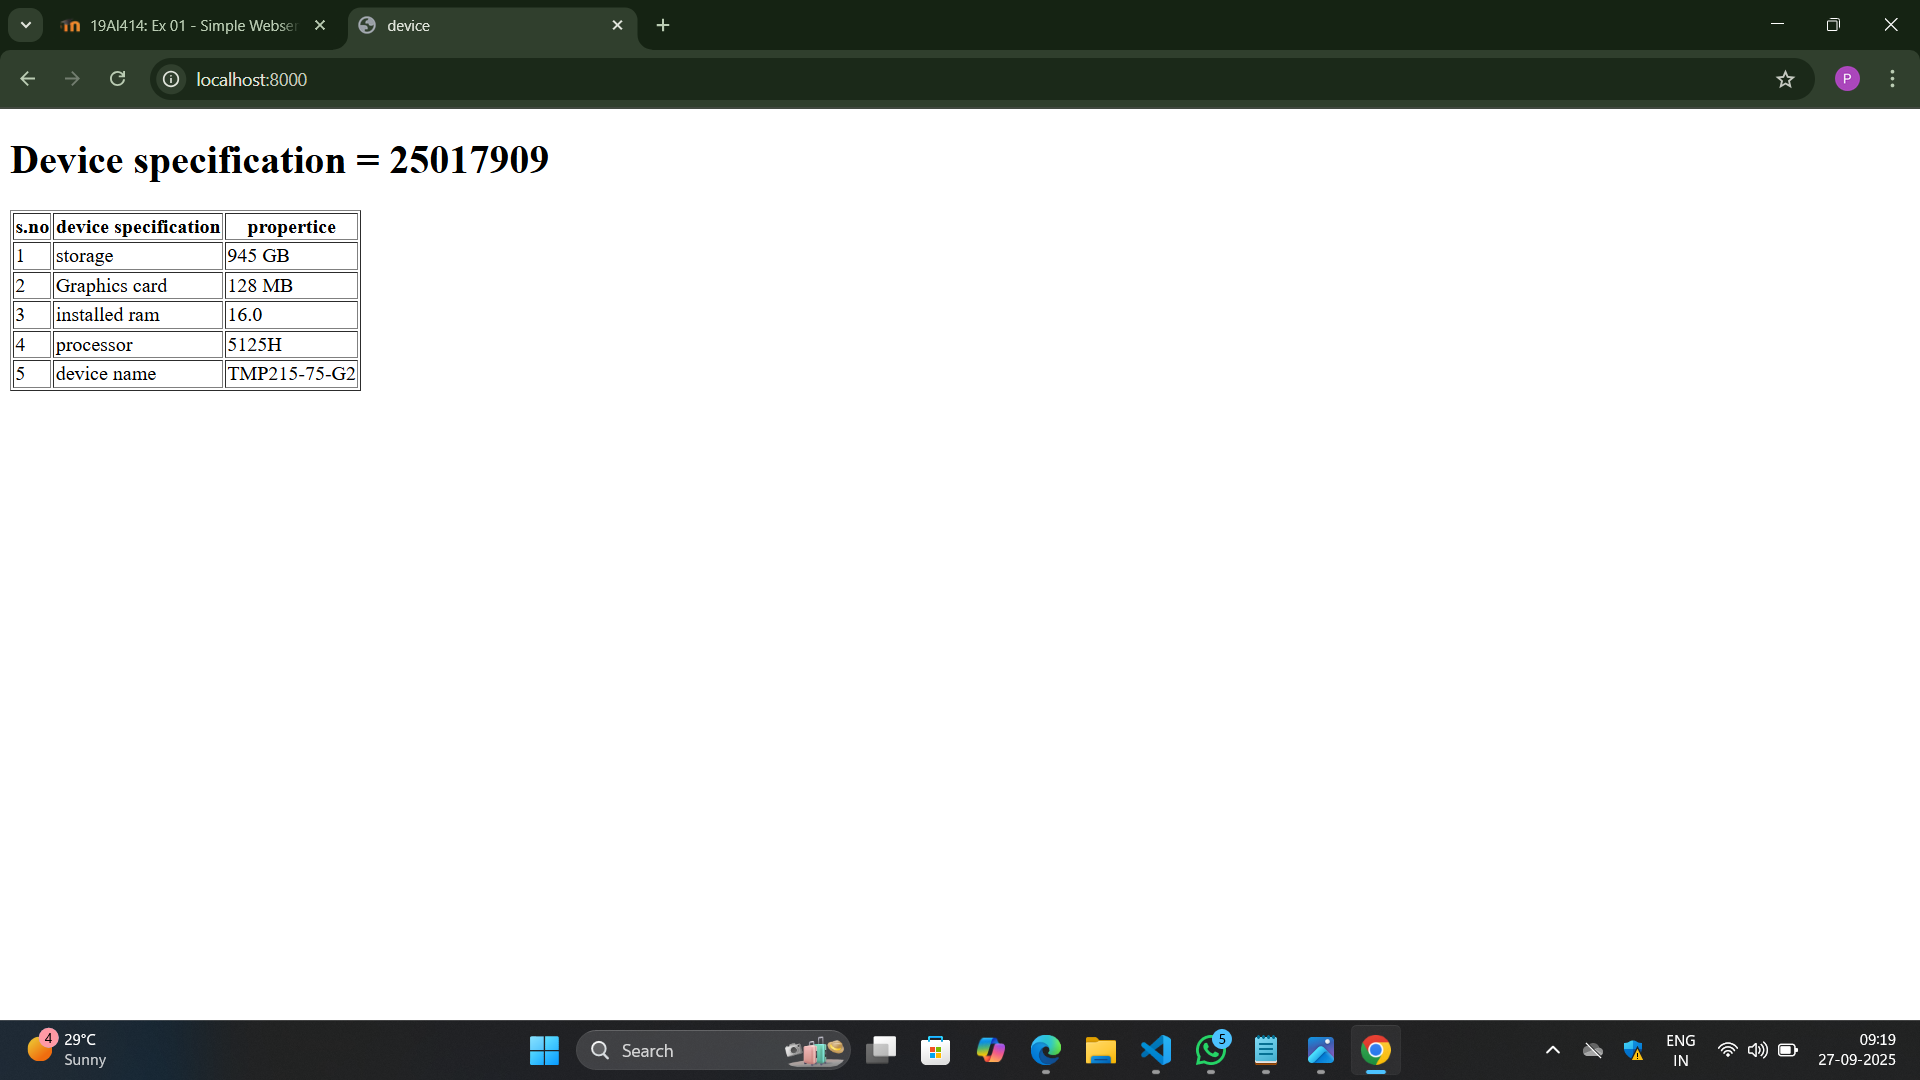 19AI414: Ex 01 - Simple Webser
device
localhost:8000
P
Device specification = 25017909
s.no device specification propertice
1 storage 945 GB
2 Graphics card 128 MB
3 installed ram 16.0
4 processor 5125H
5 device name TMP215-75-G2
4 29°C
Sunny
Search
5
ENG
IN
09:19
27-09-2025